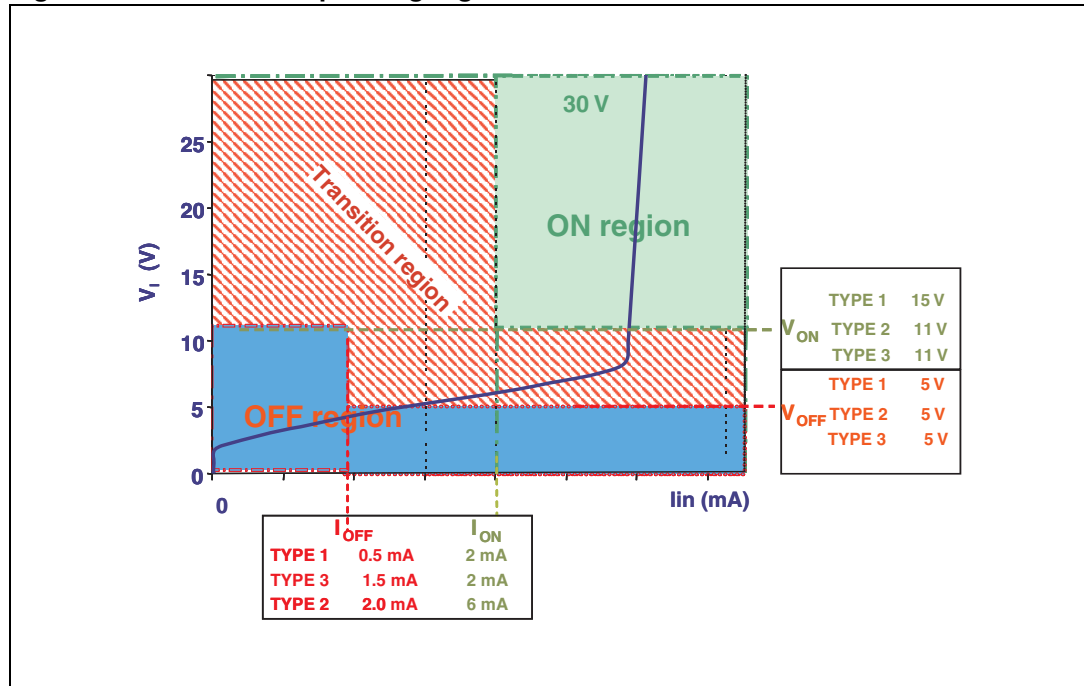 30 V
25
20
15
10
5
0
V_I (V)
Transition region
ON region
OFF region
0
Iin (mA)
V_ON
TYPE 1 15 V
TYPE 2 11 V
TYPE 3 11 V
V_OFF
TYPE 1 5 V
TYPE 2 5 V
TYPE 3 5 V
I_OFF I_ON
TYPE 1 0.5 mA 2 mA
TYPE 3 1.5 mA 2 mA
TYPE 2 2.0 mA 6 mA